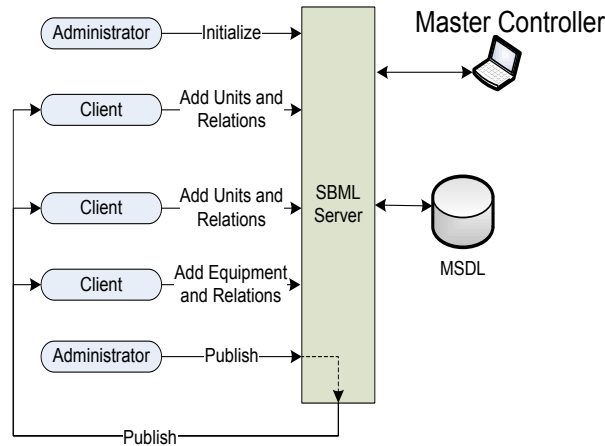 Master Controller
Administrator
Initialize
Client
Add Units and
Relations
Client
Add Units and
Relations
SBML
Server
MSDL
Client
Add Equipment
and Relations
Administrator
Publish
Publish